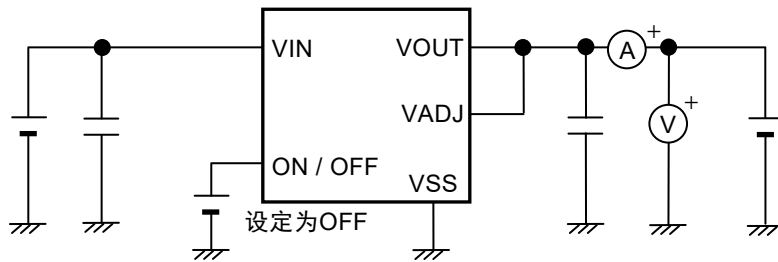 VIN
VOUT
A
+
VADJ
V
+
ON / OFF
VSS
设定为OFF